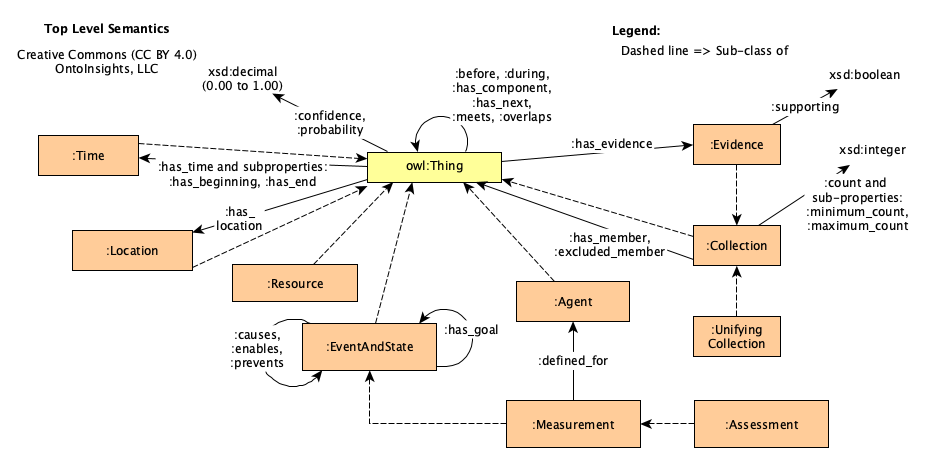 Top Level Semantics
Creative Commons (CC BY 4.0)
OntoInsights, LLC
Legend:
Dashed line => Sub-class of
xsd:decimal
(0.00 to 1.00)
:before, :during,
:has_component,
:has_next,
:meets, :overlaps
xsd:boolean
:confidence,
:probability
:supporting
:Time
owl:Thing
:has_evidence
:Evidence
xsd:integer
:has_time and subproperties:
:has_beginning, :has_end
:count and
sub-properties:
:minimum_count,
:maximum_count
:has_
location
:Location
:has_member,
:excluded_member
:Collection
:Resource
:Agent
:causes,
:enables,
:prevents
:EventAndState
:has_goal
:Unifying
Collection
:defined_for
:Measurement
:Assessment